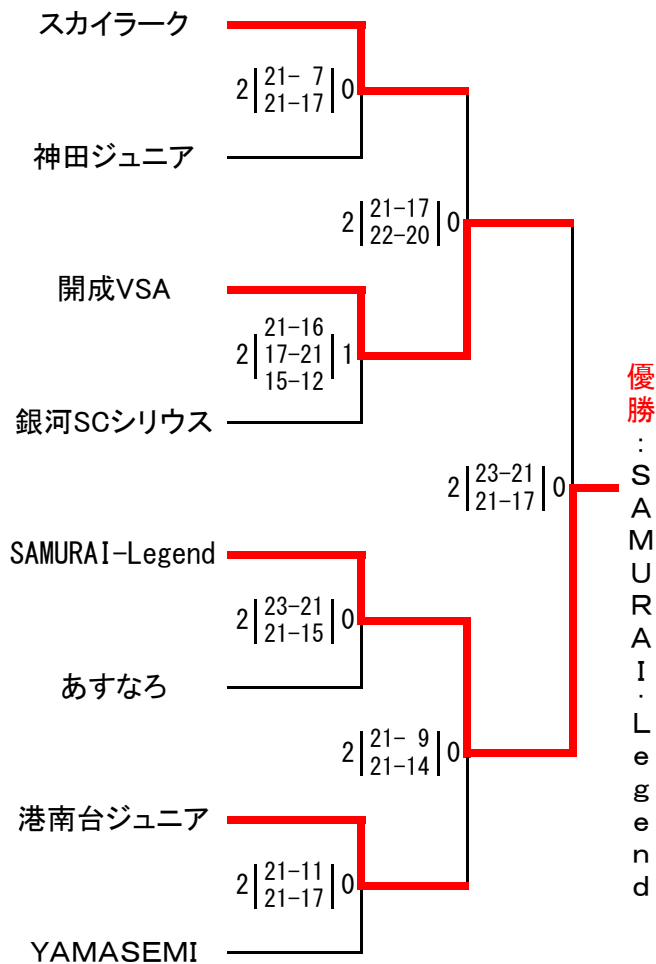 スカイラーク
2 21- 7 0
21-17
神田ジュニア
2 21-17 0
22-20
開成VSA
21-16
2 17-21 1
15-12
銀河SCシリウス
2 23-21 0
21-17
優勝：SAMURAI・Legend
SAMURAI-Legend
2 23-21 0
21-15
あすなろ
2 21- 9 0
21-14
港南台ジュニア
2 21-11 0
21-17
YAMASEMI